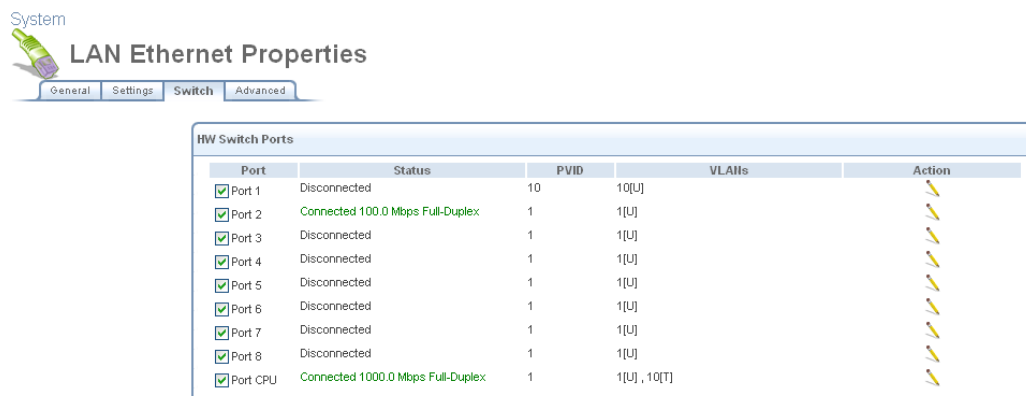 System
LAN Ethernet Properties
General Settings Switch Advanced
HW Switch Ports
Port Status PVID VLANs Action
Port 1 Disconnected 10 10[U]
Port 2 Connected 100.0 Mbps Full-Duplex 1 1[U]
Port 3 Disconnected 1 1[U]
Port 4 Disconnected 1 1[U]
Port 5 Disconnected 1 1[U]
Port 6 Disconnected 1 1[U]
Port 7 Disconnected 1 1[U]
Port 8 Disconnected 1 1[U]
Port CPU Connected 1000.0 Mbps Full-Duplex 1 1[U] , 10[T]